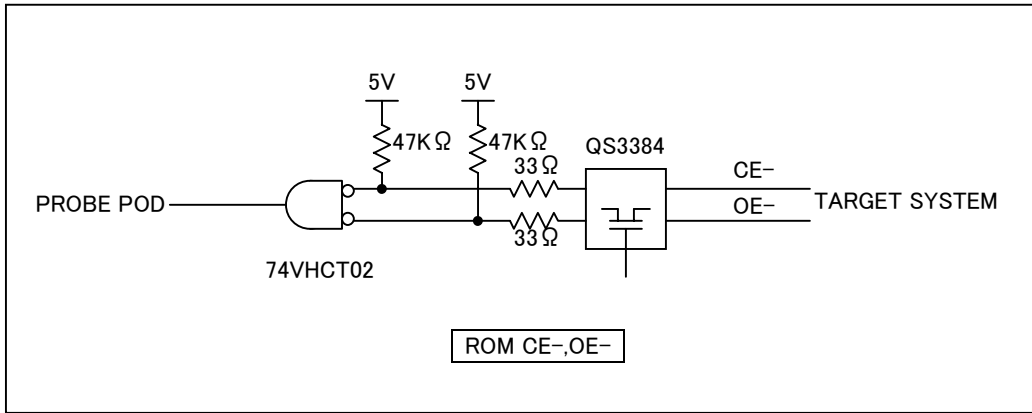 5V 5V
47KΩ 47KΩ
QS3384
33Ω
CE-
PROBE POD
OE-
TARGET SYSTEM
33Ω
74VHCT02
ROM CE-,OE-